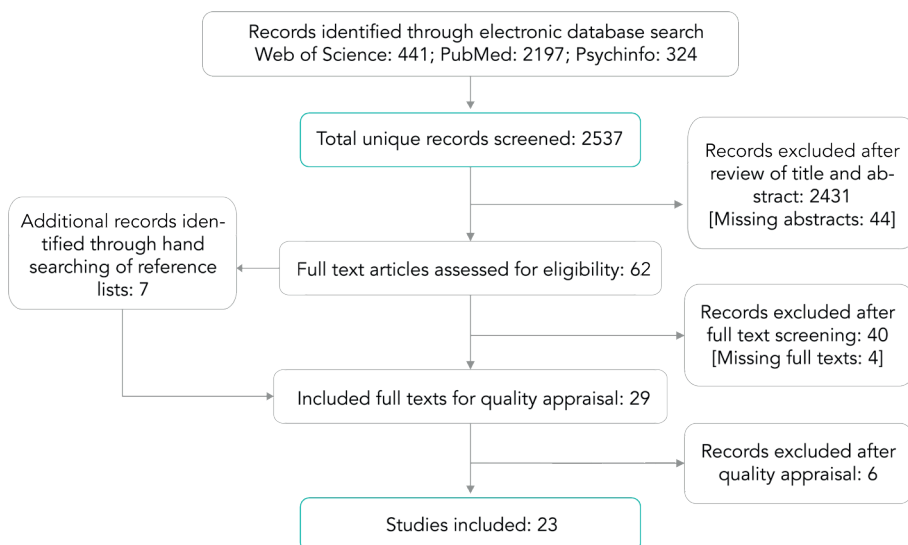 Records identified through electronic database search
Web of Science: 441; PubMed: 2197; Psychinfo: 324
Total unique records screened: 2537
Records excluded after
review of title and ab-
stract: 2431
[Missing abstracts: 44]
Additional records iden-
tified through hand
searching of reference
lists: 7
Full text articles assessed for eligibility: 62
Records excluded after
full text screening: 40
[Missing full texts: 4]
Included full texts for quality appraisal: 29
Records excluded after
quality appraisal: 6
Studies included: 23